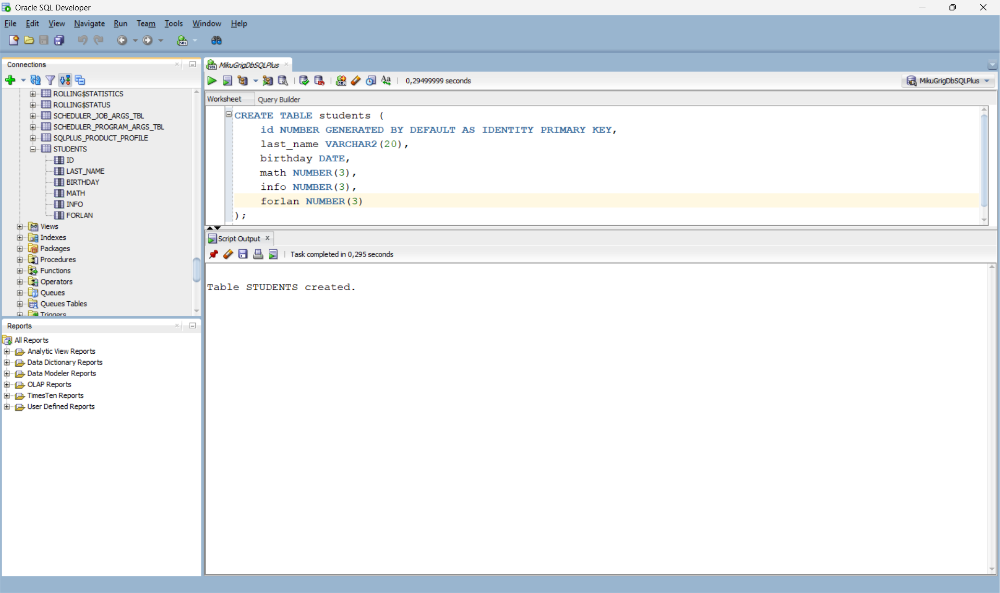 Oracle SQL Developer
File Edit View Navigate Run Team Tools Window Help
Connections
ROLLING$STATISTICS
ROLLING$STATUS
SCHEDULER_JOB_ARGS_TBL
SCHEDULER_PROGRAM_ARGS_TBL
SQLPLUS_PRODUCT_PROFILE
STUDENTS
ID
LAST_NAME
BIRTHDAY
MATH
INFO
FORLAN
Views
Indexes
Packages
Procedures
Functions
Operators
Queues
Queues Tables
Triggers
Reports
All Reports
Analytic View Reports
Data Dictionary Reports
Data Modeler Reports
OLAP Reports
TimesTen Reports
User Defined Reports
MikuGrigDbSQLPlus
0,29499999 seconds
MikuGrigDbSQLPlus
Worksheet Query Builder
CREATE TABLE students (
id NUMBER GENERATED BY DEFAULT AS IDENTITY PRIMARY KEY,
last_name VARCHAR2(20),
birthday DATE,
math NUMBER(3),
info NUMBER(3),
forlan NUMBER(3)
);
Script Output
Task completed in 0,295 seconds
Table STUDENTS created.